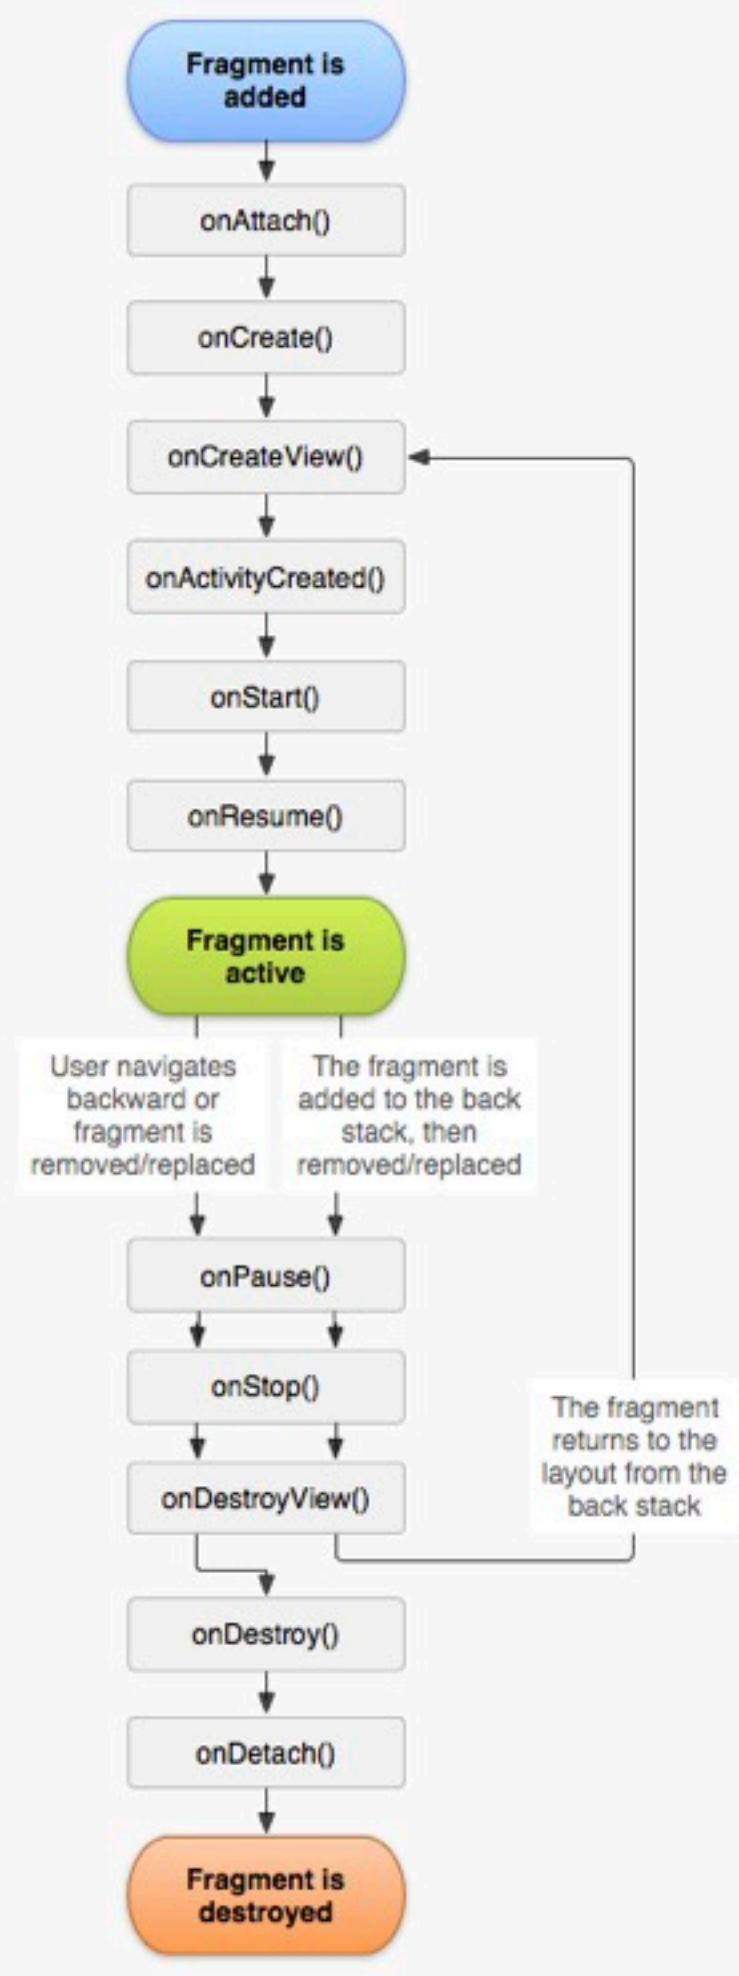 Fragment is
added
onAttach()
onCreate()
onCreateView()
onActivityCreated()
onStart()
onResume()
Fragment is
active
User navigates
backward or
fragment is
removed/replaced
The fragment is
added to the back
stack, then
removed/replaced
onPause()
onStop()
onDestroyView()
The fragment
returns to the
layout from the
back stack
onDestroy()
onDetach()
Fragment is
destroyed